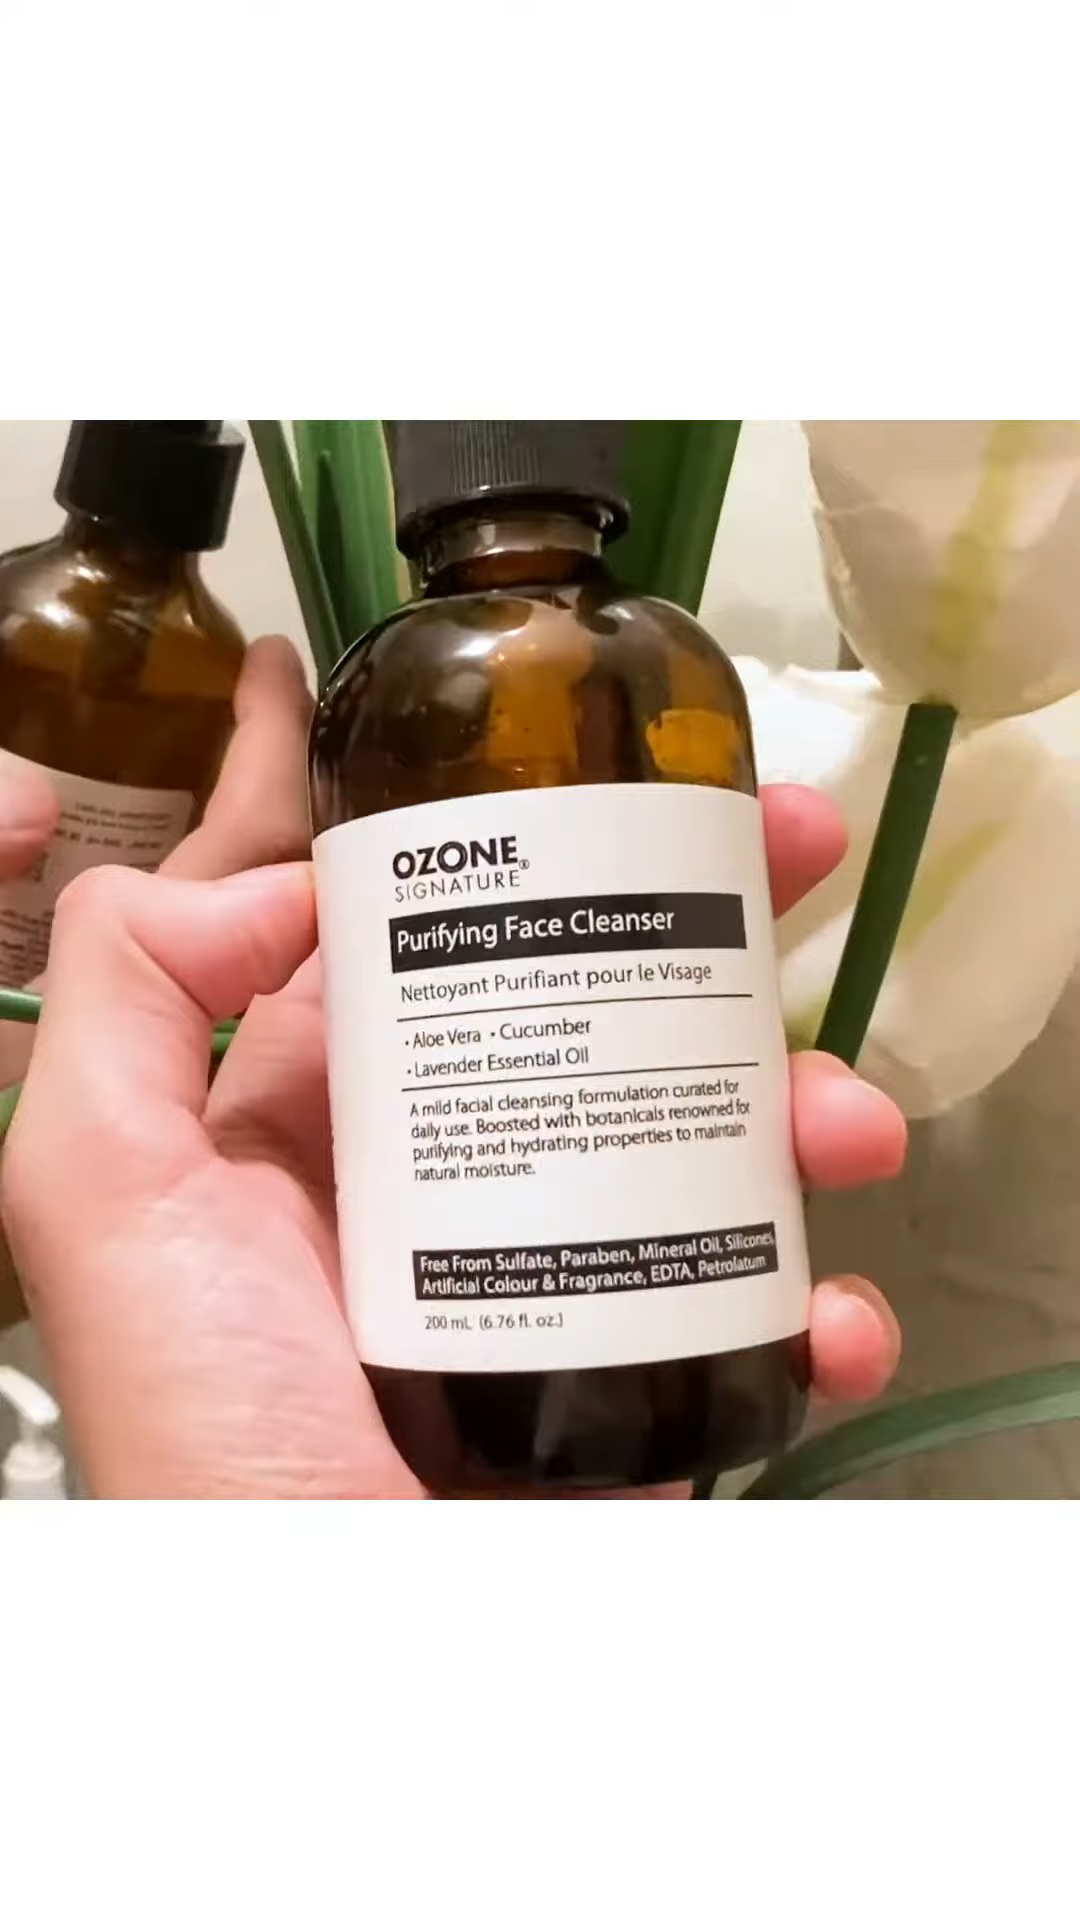 OZONE®
SIGNATURE
Purifying Face Cleanser
Nettoyant Purifiant pour le Visage
• Aloe Vera • Cucumber
• Lavender Essential Oil
A mild facial cleansing formulation curated for
daily use. Boosted with botanicals renowned for
purifying and hydrating properties to maintain
natural moisture.
Free From Sulfate, Paraben, Mineral Oil, Silicones,
Artificial Colour & Fragrance, EDTA, Petrolatum
200 mL (6.76 fl. oz.)